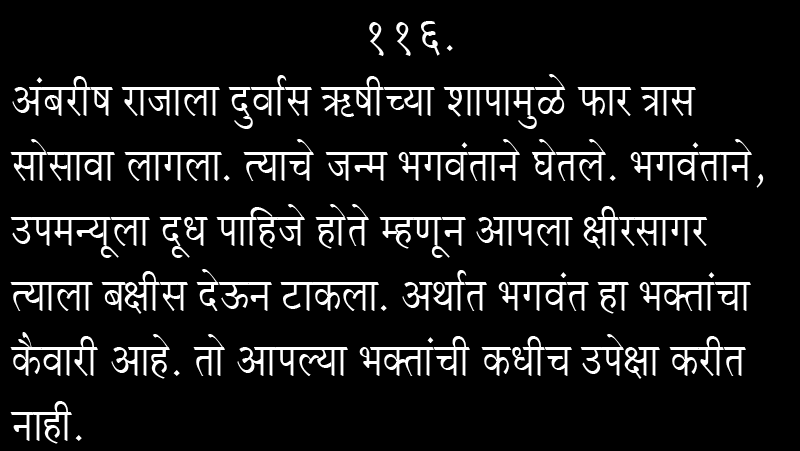 ११६.
अंबरीष राजाला दुर्वास ऋषीच्या शापामुळे फार त्रास
सोसावा लागला. त्याचे जन्म भगवंताने घेतले. भगवंताने,
उपमन्यूला दूध पाहिजे होते म्हणून आपला क्षीरसागर
त्याला बक्षीस देऊन टाकला. अर्थात भगवंत हा भक्तांचा
कैवारी आहे. तो आपल्या भक्तांची कधीच उपेक्षा करीत
नाही.